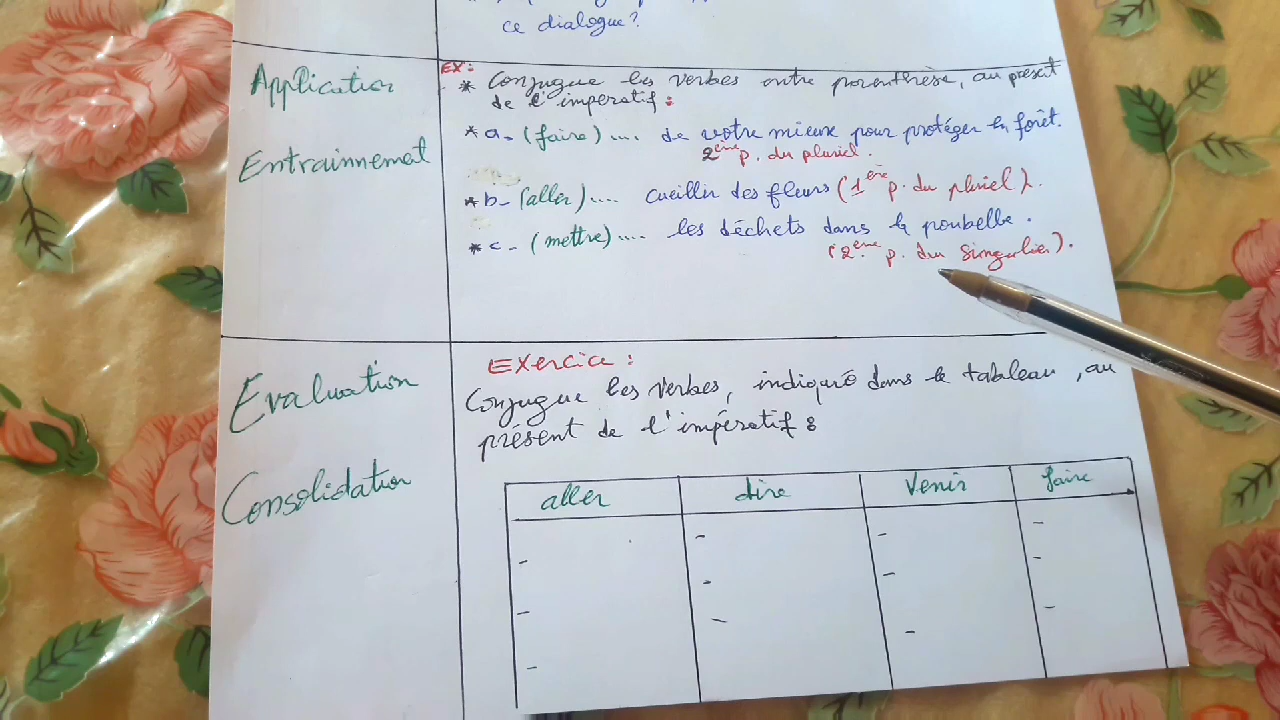 ce dialogue?
Application
Entrainnemat
EX:
* Conjugue les verbes entre parenthèse, au présent
de l'impératif :
* a- (faire).... de votre mieux pour protéger la forêt.
2ème p. du pluriel.
* b- (aller).... cueillir des fleurs (1ère p. du pluriel).
* c- (mettre).... les déchets dans la poubelle.
(2ème p. du singulier).
Evaluation
Consolidation
Exercice :
Conjugue les verbes, indiqué dans le tableau, au
présent de l'impératif :
aller dire Venir faire